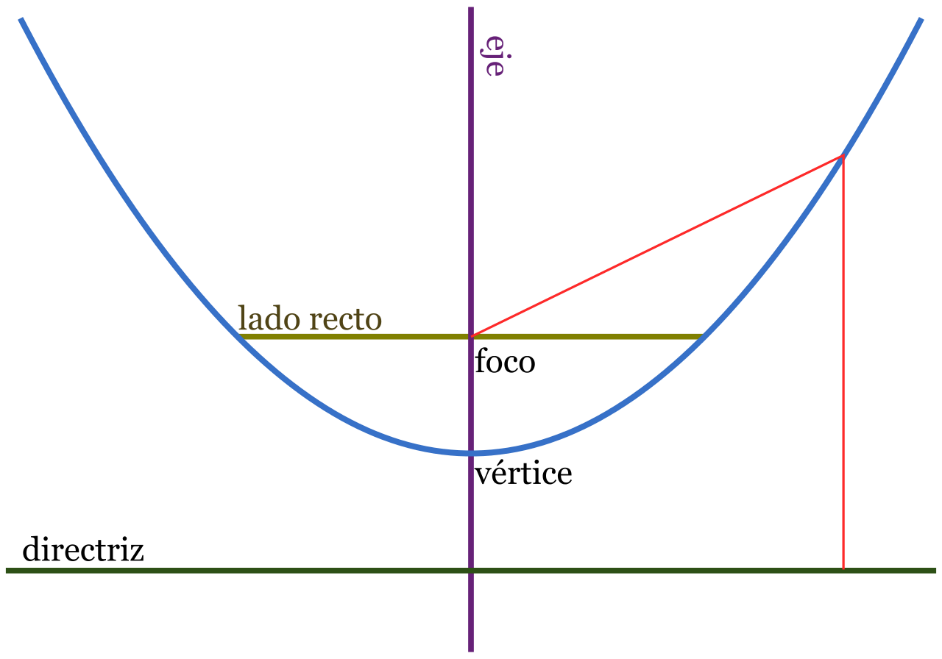 eje
lado recto
foco
vértice
directriz